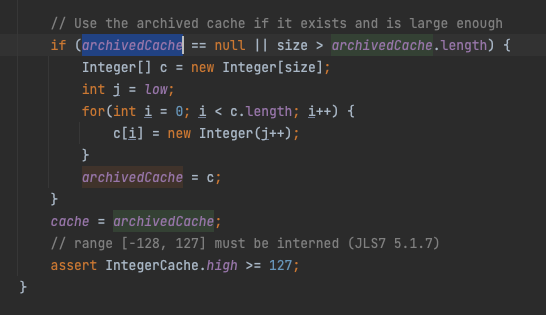 // Use the archived cache if it exists and is large enough
if (archivedCache == null || size > archivedCache.length) {
Integer[] c = new Integer[size];
int j = low;
for(int i = 0; i < c.length; i++) {
c[i] = new Integer(j++);
}
archivedCache = c;
}
cache = archivedCache;
// range [-128, 127] must be interned (JLS7 5.1.7)
assert IntegerCache.high >= 127;
}